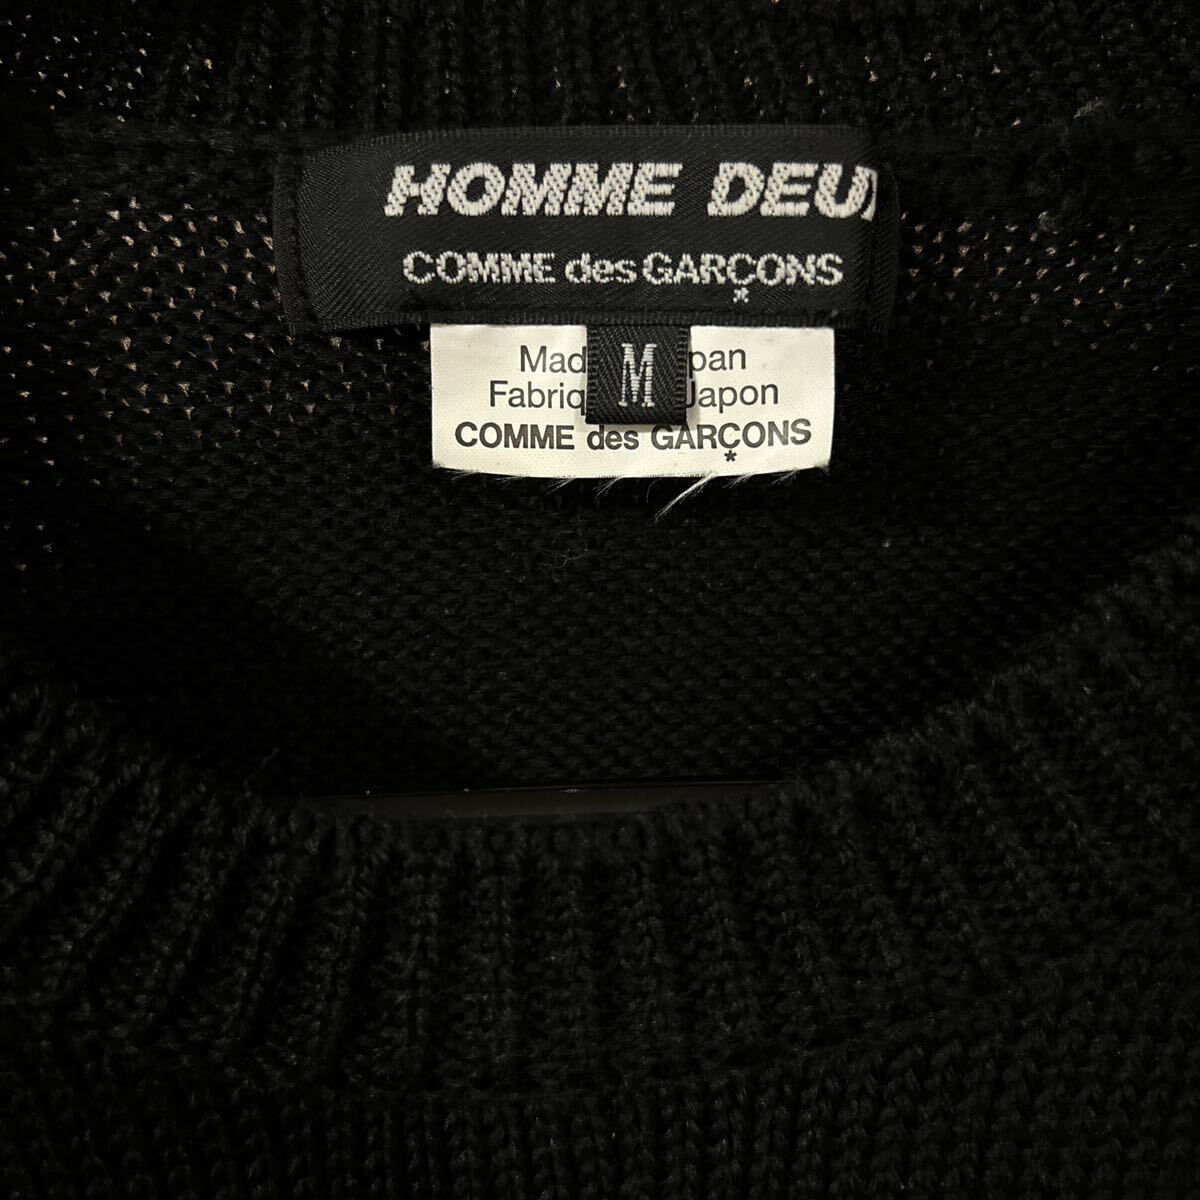 HOMME DEU
COMME des GARÇONS
*
M
Mad pan
Fabriq Japon
COMME des GARÇONS
*